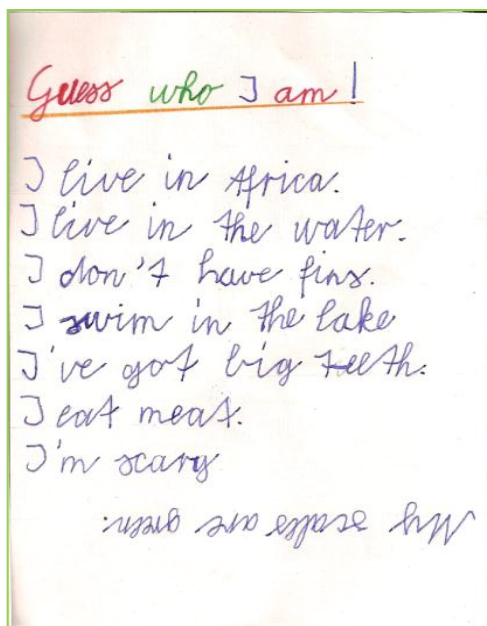 Guess who I am!
I live in Africa.
I live in the water.
I don't have fins.
I swim in the lake
I've got big teeth.
I eat meat.
I'm scary
My scales are green.